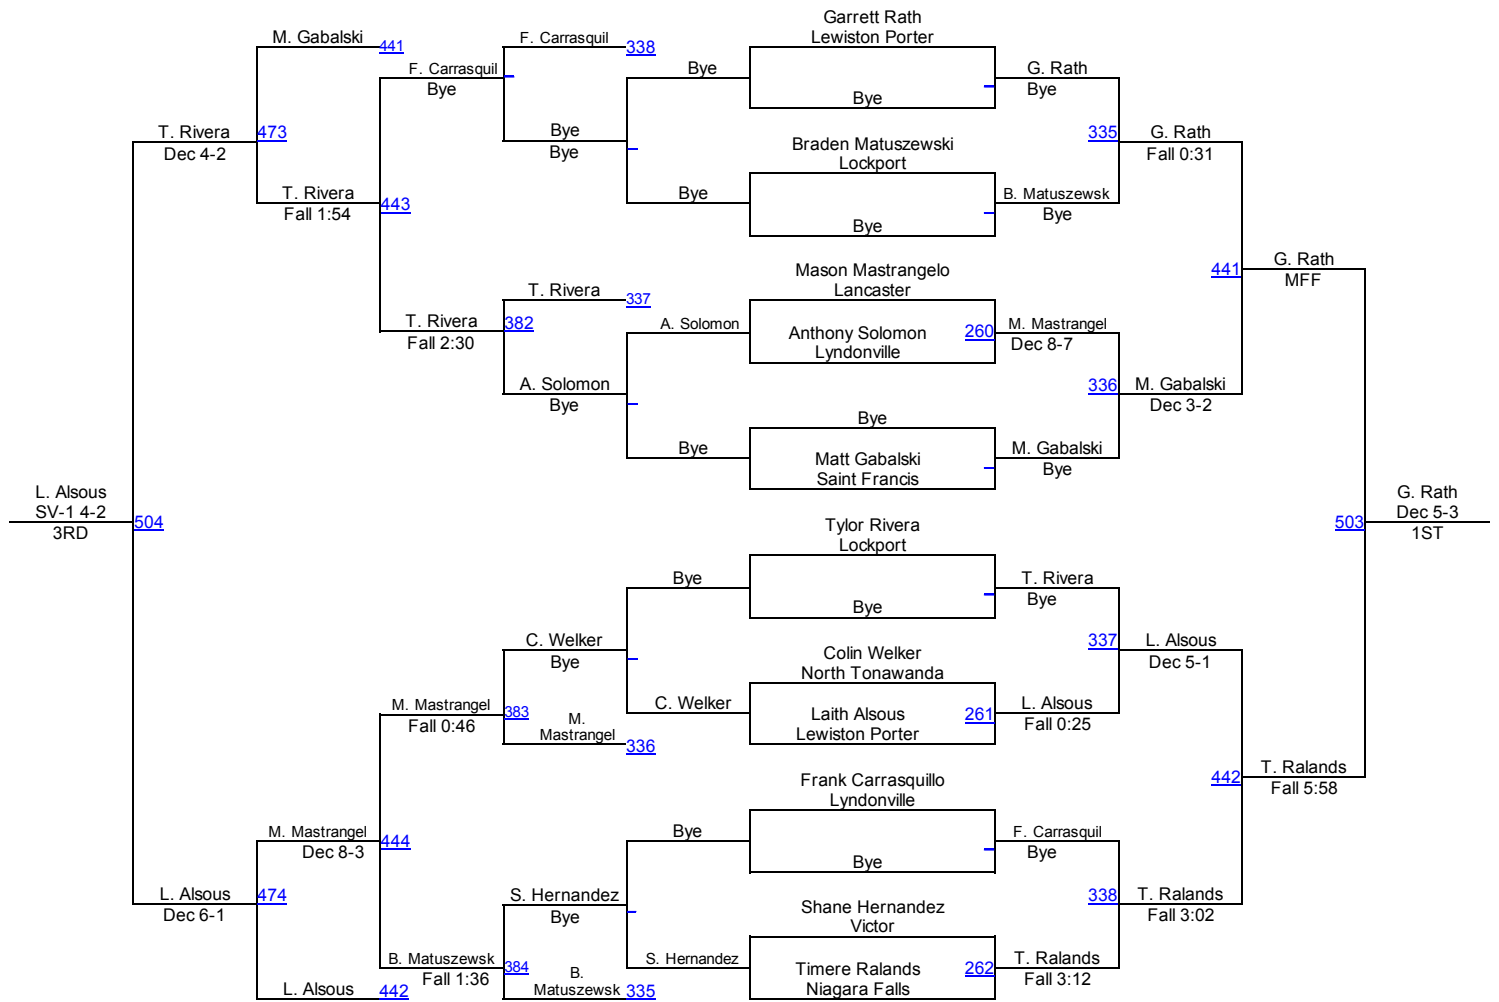 Garrett Rath
Lewiston Porter
M. Gabalski
441
F. Carrasquil
338
F. Carrasquil
Bye
Bye
G. Rath
Bye
Bye
T. Rivera
473
Dec 4-2
Bye
Bye
335
G. Rath
Fall 0:31
Braden Matuszewski
Lockport
T. Rivera
443
Fall 1:54
Bye
B. Matuszewsk
Bye
Bye
Mason Mastrangelo
Lancaster
441
G. Rath
MFF
T. Rivera
337
T. Rivera
382
Fall 2:30
A. Solomon
Anthony Solomon
Lyndonville
260
M. Mastrangel
Dec 8-7
A. Solomon
Bye
336
M. Gabalski
Dec 3-2
Bye
Bye
Matt Gabalski
Saint Francis
M. Gabalski
Bye
L. Alsous
SV-1 4-2
3RD
504
G. Rath
Dec 5-3
1ST
503
Tylor Rivera
Lockport
Bye
Bye
T. Rivera
Bye
C. Welker
Bye
337
L. Alsous
Dec 5-1
Colin Welker
North Tonawanda
M. Mastrangel
383
Fall 0:46
C. Welker
Laith Alsous
Lewiston Porter
261
L. Alsous
Fall 0:25
M.
Mastrangel
336
Frank Carrasquillo
Lyndonville
442
T. Ralands
Fall 5:58
M. Mastrangel
444
Dec 8-3
Bye
Bye
F. Carrasquil
Bye
L. Alsous
474
Dec 6-1
S. Hernandez
Bye
338
T. Ralands
Fall 3:02
Shane Hernandez
Victor
B. Matuszewsk
384
Fall 1:36
S. Hernandez
Timere Ralands
Niagara Falls
262
T. Ralands
Fall 3:12
L. Alsous
442
B.
Matuszewsk
335